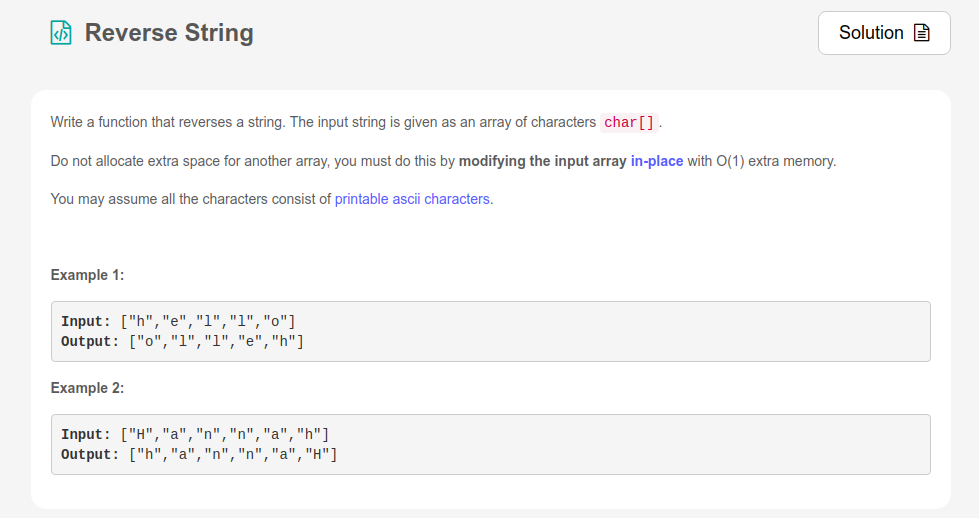 Reverse String
Solution
Write a function that reverses a string. The input string is given as an array of characters char[].
Do not allocate extra space for another array, you must do this by modifying the input array in-place with O(1) extra memory.
You may assume all the characters consist of printable ascii characters.
Example 1:
Input: ["h","e","l","l","o"]
Output: ["o","l","l","e","h"]
Example 2:
Input: ["H","a","n","n","a","h"]
Output: ["h","a","n","n","a","H"]